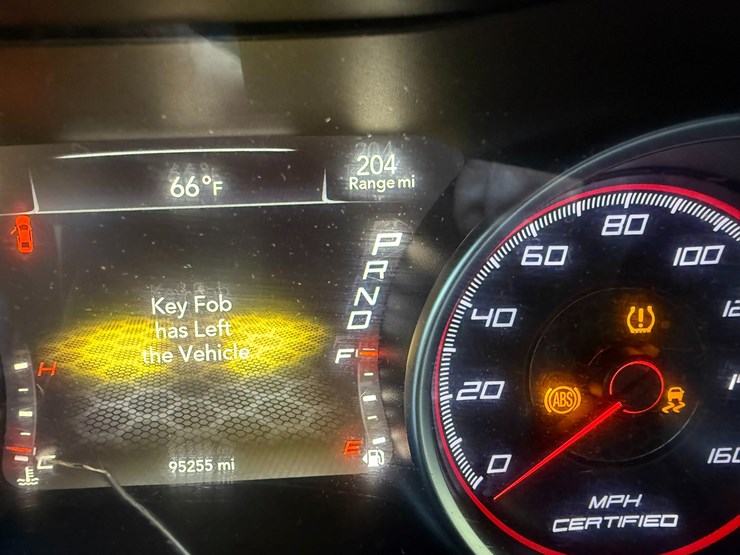 66°F
204
Range mi
P
R
N
D
Key Fob
has Left
the Vehicle
H
C
F
E
95255 mi
0
20
40
60
80
100
160
ABS
MPH
CERTIFIED